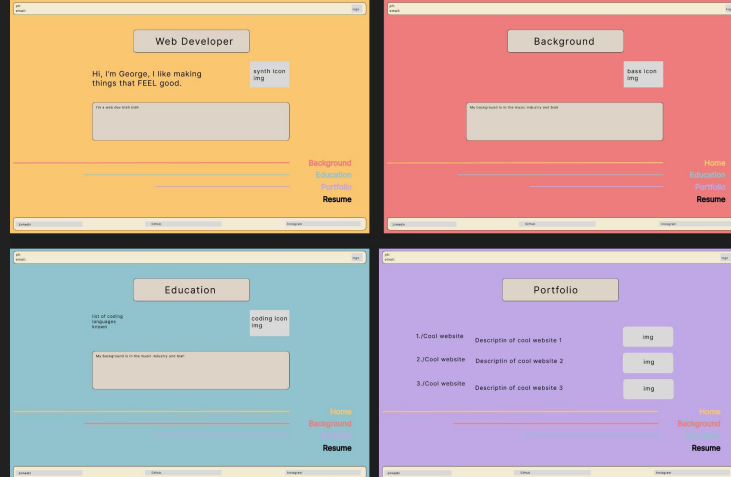 ph:
email:
logo
Web Developer
Hi, I'm George, I like making
things that FEEL good.
synth icon
img
I'm a web dev blah blah
Background
Education
Portfolio
Resume
LinkedIn
Github
Instagram
ph:
email:
Background
bass icon
img
My background is in the music industry and blah
Home
Education
Portfolio
Resume
LinkedIn
Github
Instagram
ph:
email:
logo
Education
list of coding
languages
known
coding icon
img
My background is in the music industry and blah
Home
Background
Resume
LinkedIn
Github
Instagram
ph:
email:
logo
Portfolio
1./Cool website
Descriptin of cool website 1
img
2./Cool website
Descriptin of cool website 2
img
3./Cool website
Descriptin of cool website 3
img
Home
Background
Resume
LinkedIn
Github
Instagram